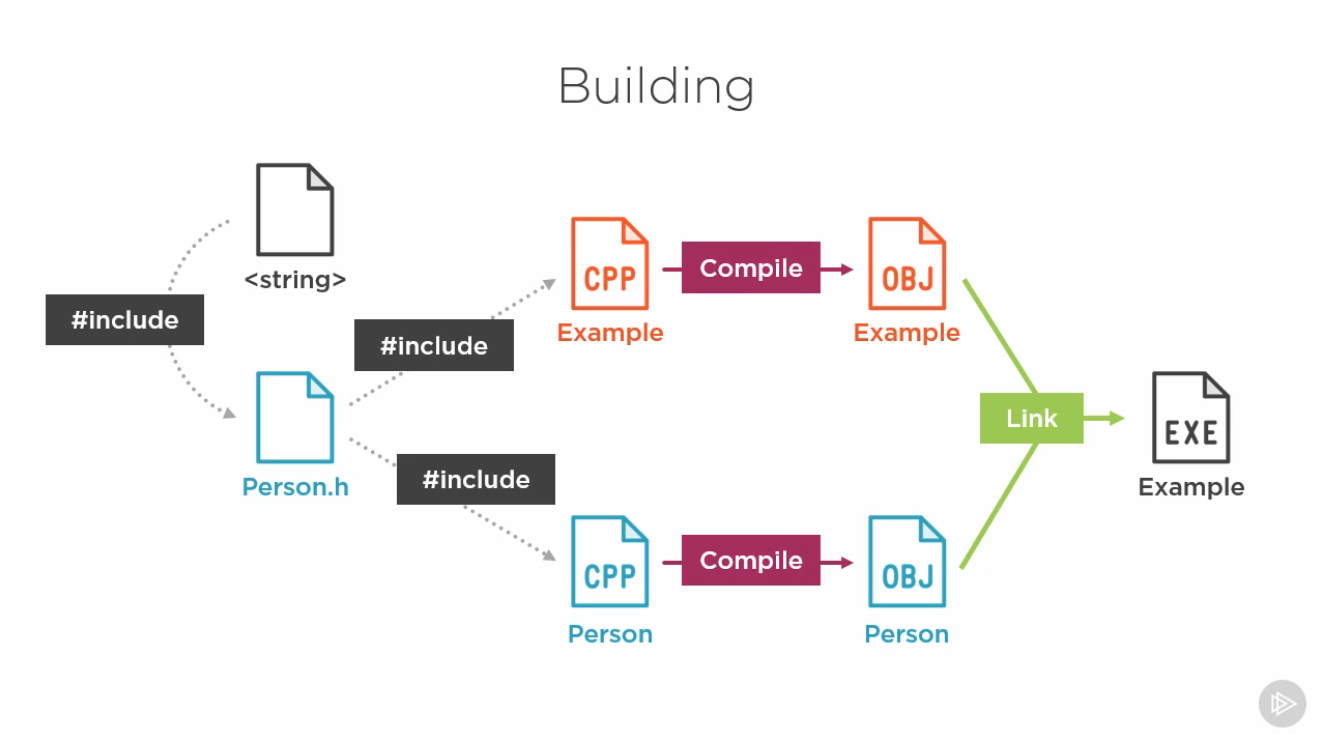 Building
<string>
#include
Person.h
#include
#include
CPP
Example
Compile
OBJ
Example
CPP
Person
Compile
OBJ
Person
Link
EXE
Example